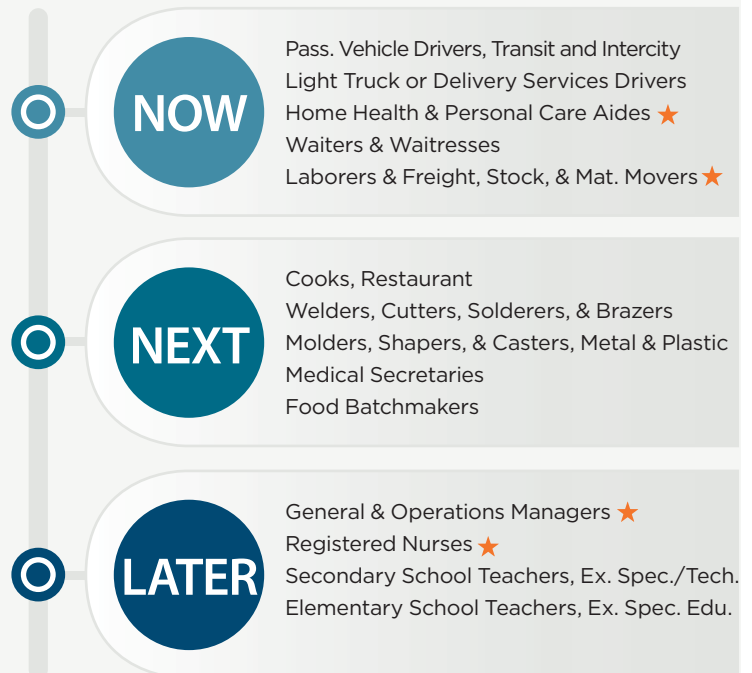 NOW
Pass. Vehicle Drivers, Transit and Intercity
Light Truck or Delivery Services Drivers
Home Health & Personal Care Aides
Waiters & Waitresses
Laborers & Freight, Stock, & Mat. Movers
NEXT
Cooks, Restaurant
Welders, Cutters, Solderers, & Brazers
Molders, Shapers, & Casters, Metal & Plastic
Medical Secretaries
Food Batchmakers
LATER
General & Operations Managers
Registered Nurses
Secondary School Teachers, Ex. Spec./Tech.
Elementary School Teachers, Ex. Spec. Edu.